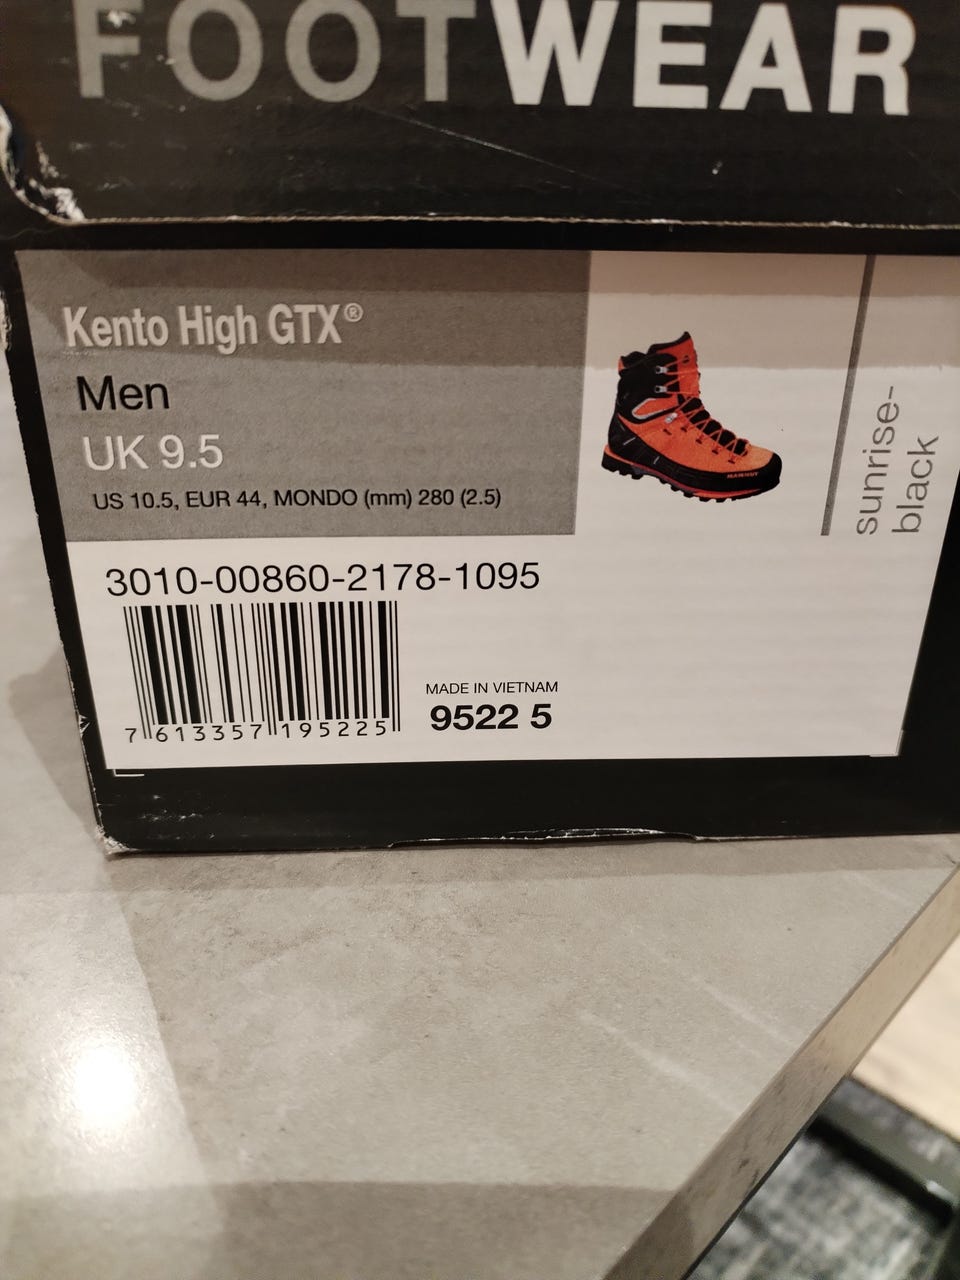 FOOTWEAR
Kento High GTX®
Men
UK 9.5
US 10.5, EUR 44, MONDO (mm) 280 (2.5)
MAMMUT
sunrise-
black
3010-00860-2178-1095
7 613357 195225
MADE IN VIETNAM
9522 5